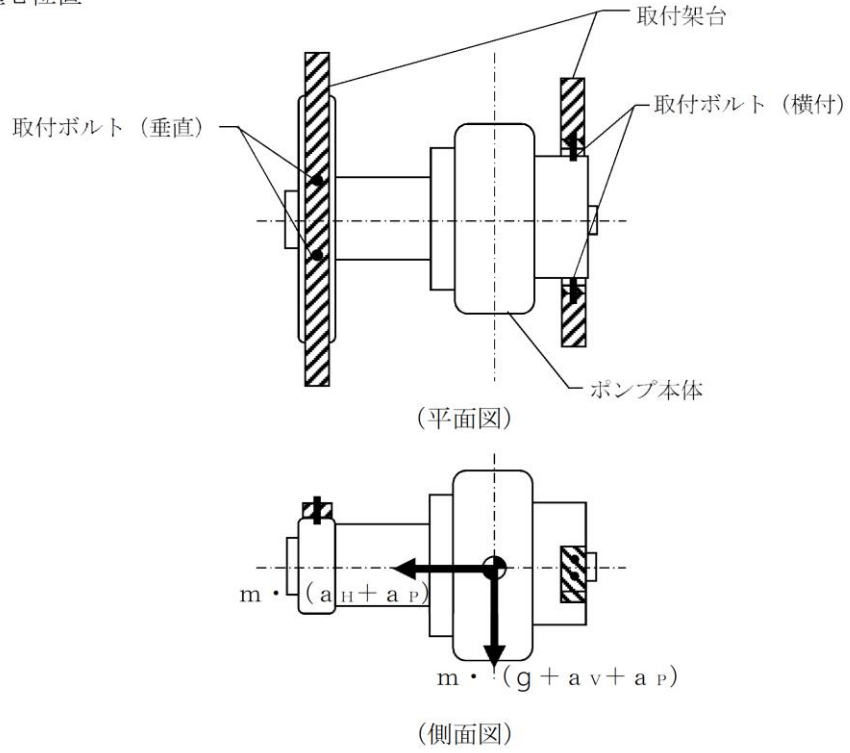 取付架台
取付ボルト（横付）
取付ボルト（垂直）
ポンプ本体
（平面図）
m・（aH＋aP）
m・（g＋aV＋aP）
（側面図）